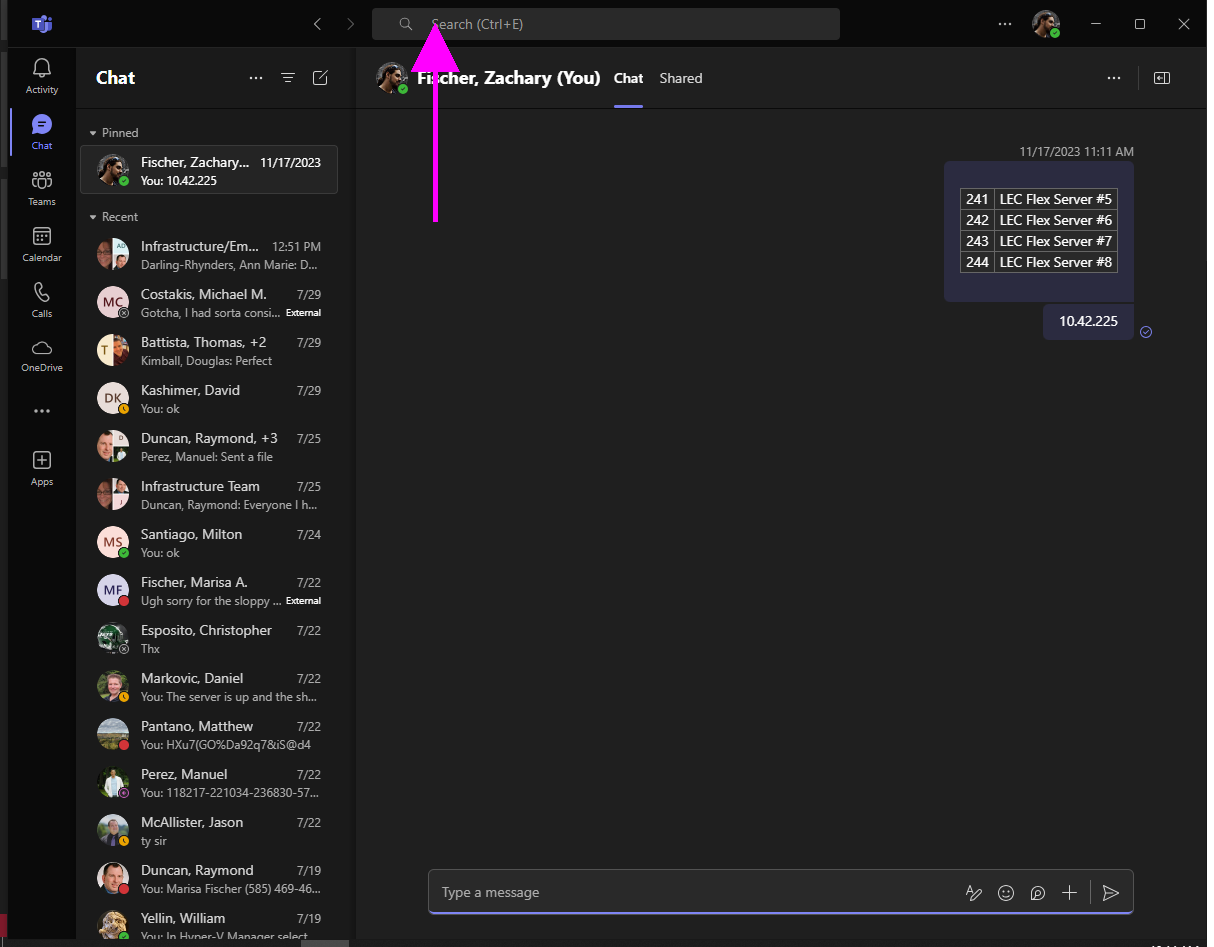 Search (Ctrl+E)
Activity
Chat
Teams
Calendar
Calls
OneDrive
Apps
Chat
Pinned
Fischer, Zachary... 11/17/2023
You: 10.42.225
Recent
Infrastructure/Em... 12:51 PM
Darling-Rhynders, Ann Marie: D...
MC Costakis, Michael M. 7/29
Gotcha, I had sorta consi... External
T Battista, Thomas, +2 7/29
Kimball, Douglas: Perfect
DK Kashimer, David 7/29
You: ok
D Duncan, Raymond, +3 7/25
Perez, Manuel: Sent a file
Infrastructure Team 7/25
Duncan, Raymond: Everyone I h...
MS Santiago, Milton 7/24
You: ok
MF Fischer, Marisa A. 7/22
Ugh sorry for the sloppy ... External
Esposito, Christopher 7/22
Thx
Markovic, Daniel 7/22
You: The server is up and the sh...
Pantano, Matthew 7/22
You: HXu7(GO%Da92q7&iS@d4
Perez, Manuel 7/22
You: 118217-221034-236830-57...
McAllister, Jason 7/22
ty sir
Duncan, Raymond 7/19
You: Marisa Fischer (585) 469-46...
Yellin, William 7/19
You: In Hyper-V Manager select
Fischer, Zachary (You) Chat Shared
11/17/2023 11:11 AM
241 LEC Flex Server #5
242 LEC Flex Server #6
243 LEC Flex Server #7
244 LEC Flex Server #8
10.42.225
Type a message